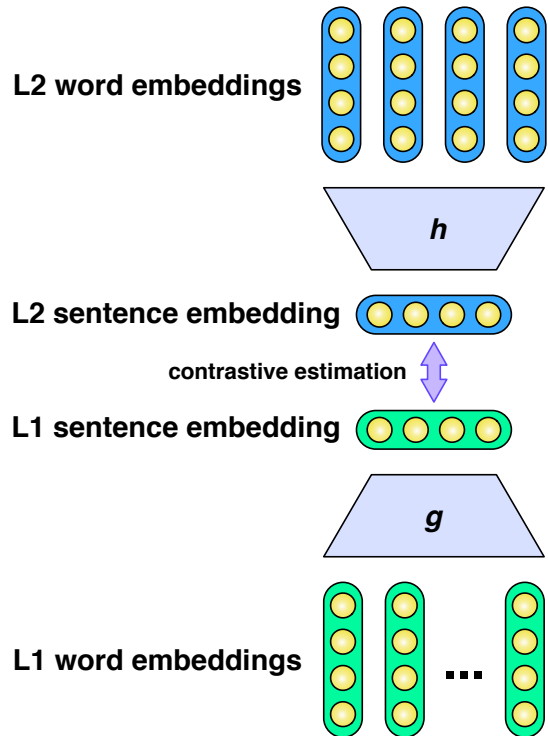 L2 word embeddings
h
L2 sentence embedding
contrastive estimation
L1 sentence embedding
g
L1 word embeddings
...